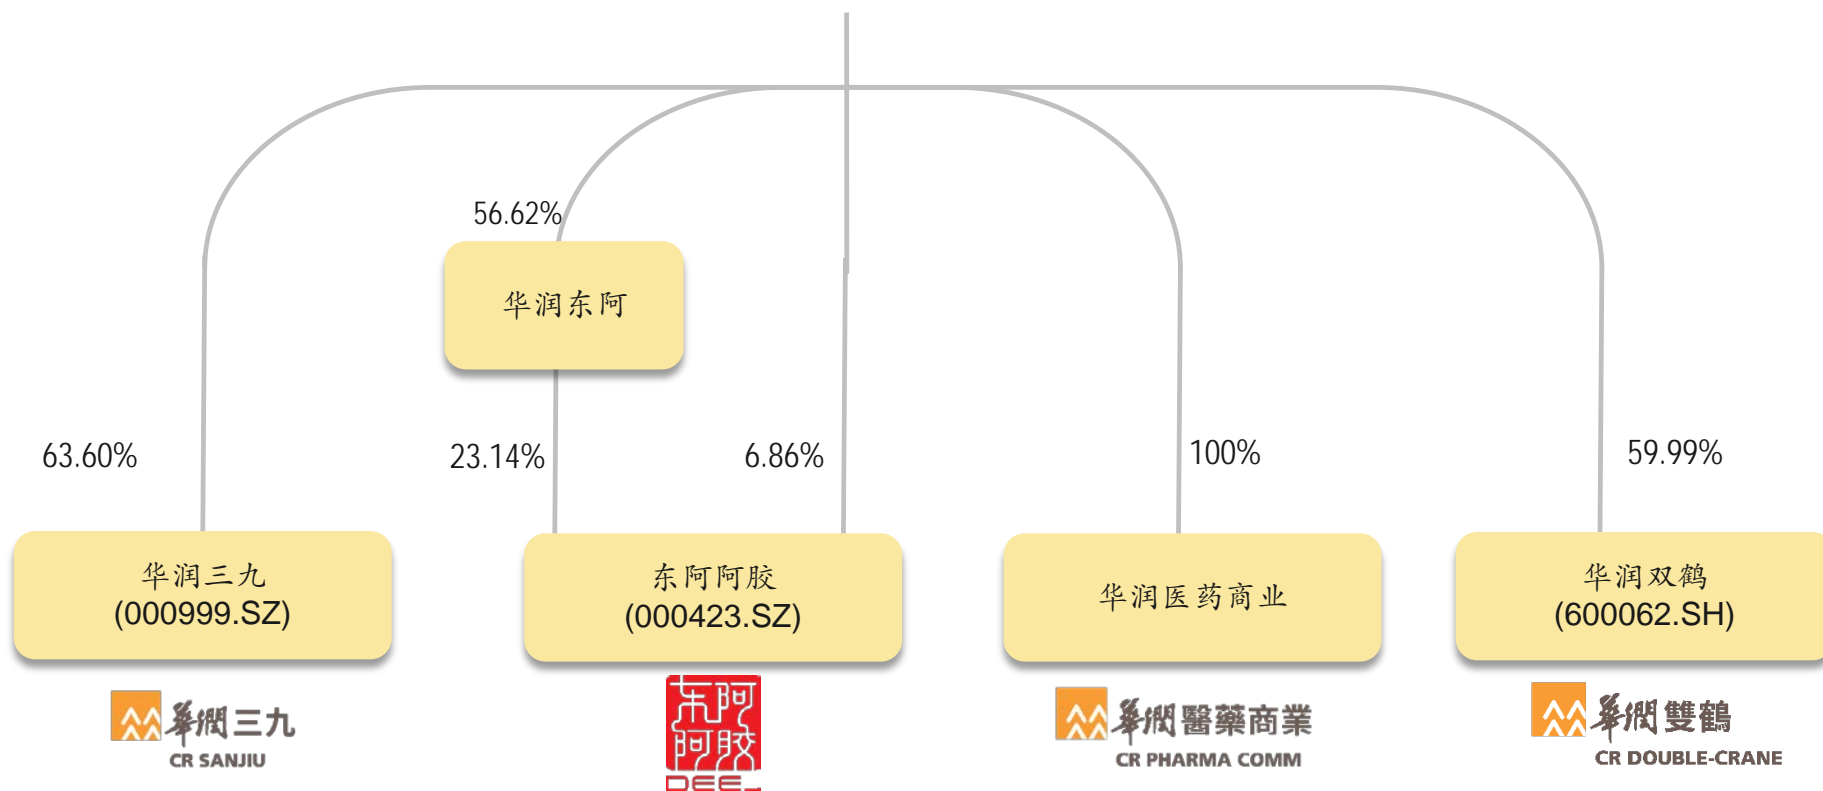 56.62%
华润东阿
63.60%
23.14%
6.86%
100%
59.99%
华润三九
(000999.SZ)
东阿阿胶
(000423.SZ)
华润医药商业
华润双鹤
(600062.SH)
華潤三九
CR SANJIU
东阿
阿胶
DEE
華潤醫藥商業
CR PHARMA COMM
華潤雙鶴
CR DOUBLE-CRANE